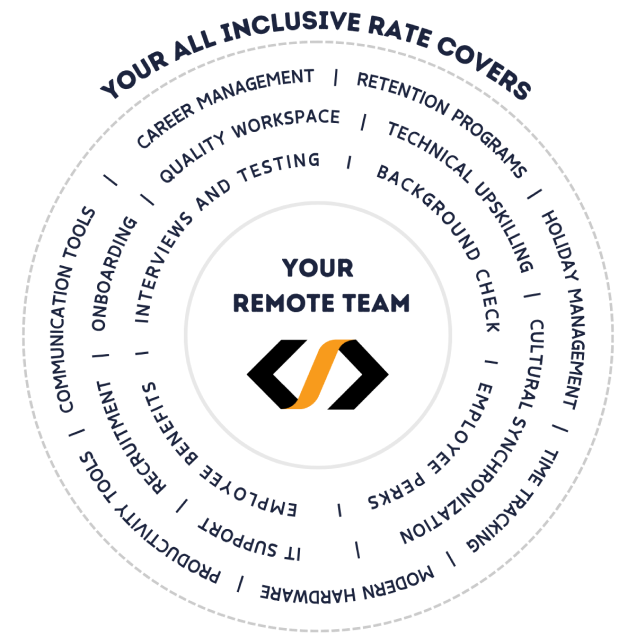 YOUR ALL INCLUSIVE RATE COVERS
CAREER MANAGEMENT | RETENTION PROGRAMS | HOLIDAY MANAGEMENT | TIME TRACKING | MODERN HARDWARE | PRODUCTIVITY TOOLS | COMMUNICATION TOOLS |
QUALITY WORKSPACE | TECHNICAL UPSKILLING | CULTURAL SYNCHRONIZATION | IT SUPPORT | RECRUITMENT | ONBOARDING |
INTERVIEWS AND TESTING | BACKGROUND CHECK | EMPLOYEE PERKS | EMPLOYEE BENEFITS |
YOUR
REMOTE TEAM